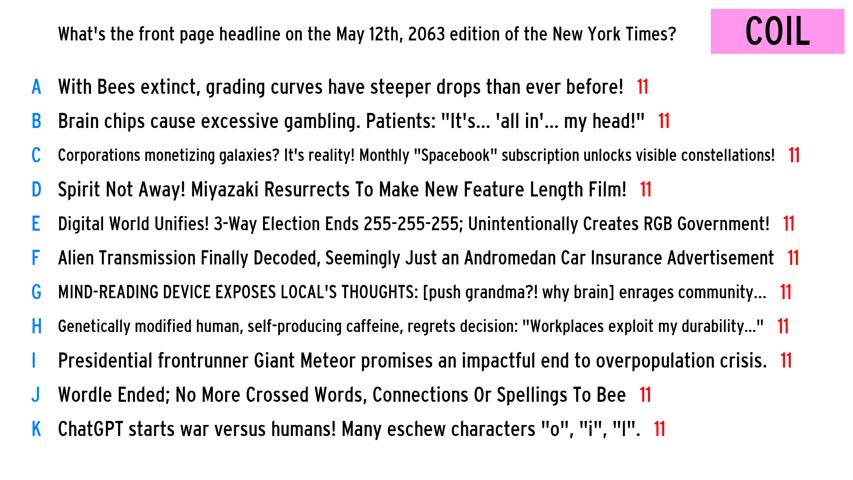 What's the front page headline on the May 12th, 2063 edition of the New York Times? COIL
A With Bees extinct, grading curves have steeper drops than ever before! 11
B Brain chips cause excessive gambling. Patients: "It's... 'all in'... my head!" 11
C Corporations monetizing galaxies? It's reality! Monthly "Spacebook" subscription unlocks visible constellations! 11
D Spirit Not Away! Miyazaki Resurrects To Make New Feature Length Film! 11
E Digital World Unifies! 3-Way Election Ends 255-255-255; Unintentionally Creates RGB Government! 11
F Alien Transmission Finally Decoded, Seemingly Just an Andromedan Car Insurance Advertisement 11
G MIND-READING DEVICE EXPOSES LOCAL'S THOUGHTS: [push grandma?! why brain] enrages community... 11
H Genetically modified human, self-producing caffeine, regrets decision: "Workplaces exploit my durability..." 11
I Presidential frontrunner Giant Meteor promises an impactful end to overpopulation crisis. 11
J Wordle Ended; No More Crossed Words, Connections Or Spellings To Bee 11
K ChatGPT starts war versus humans! Many eschew characters "o", "i", "l". 11